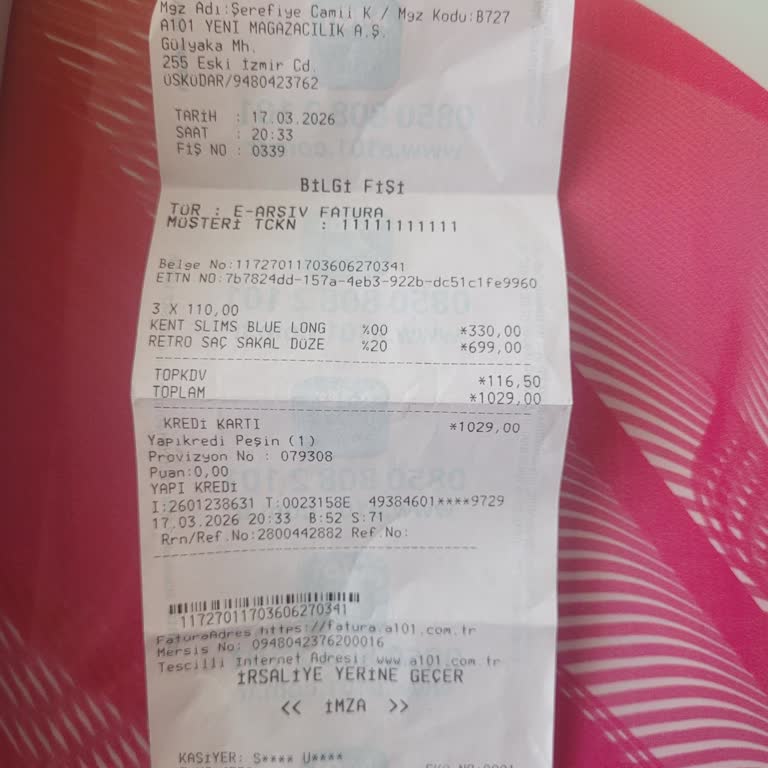 Mgz Adı:Şerefiye Camii K / Mgz Kodu:B727
A101 YENİ MAĞAZACILIK A.Ş.
Gülyaka Mh.
255 Eski İzmir Cd.
ÜSKÜDAR/9480423762
TARİH : 17.03.2026
SAAT : 20:33
FİŞ NO : 0339
BİLGİ FİŞİ
TÜR : E-ARŞİV FATURA
MÜŞTERİ TCKN : 11111111111
Belge No:11727011703606270341
ETTN NO:7b7824dd-157a-4eb3-922b-dc51c1fe9960
3 X 110,00
KENT SLIMS BLUE LONG %00 *330,00
RETRO SAÇ SAKAL DÜZE %20 *699,00
TOPKDV *116,50
TOPLAM *1029,00
KREDİ KARTI *1029,00
Yapıkredi Peşin (1)
Provizyon No : 079308
Puan:0,00
YAPI KREDİ
I:2601238631 T:0023158E 49384601****9729
17.03.2026 20:33 B:52 S:71
Rrn/Ref.No:2800442882 Ref.No:
11727011703606270341
FaturaAdres:https://fatura.a101.com.tr
Mersis No: 0948042376200016
Tescilli İnternet Adresi: www.a101.com.tr
İRSALİYE YERİNE GEÇER
<< İMZA >>
KASİYER: S**** U****